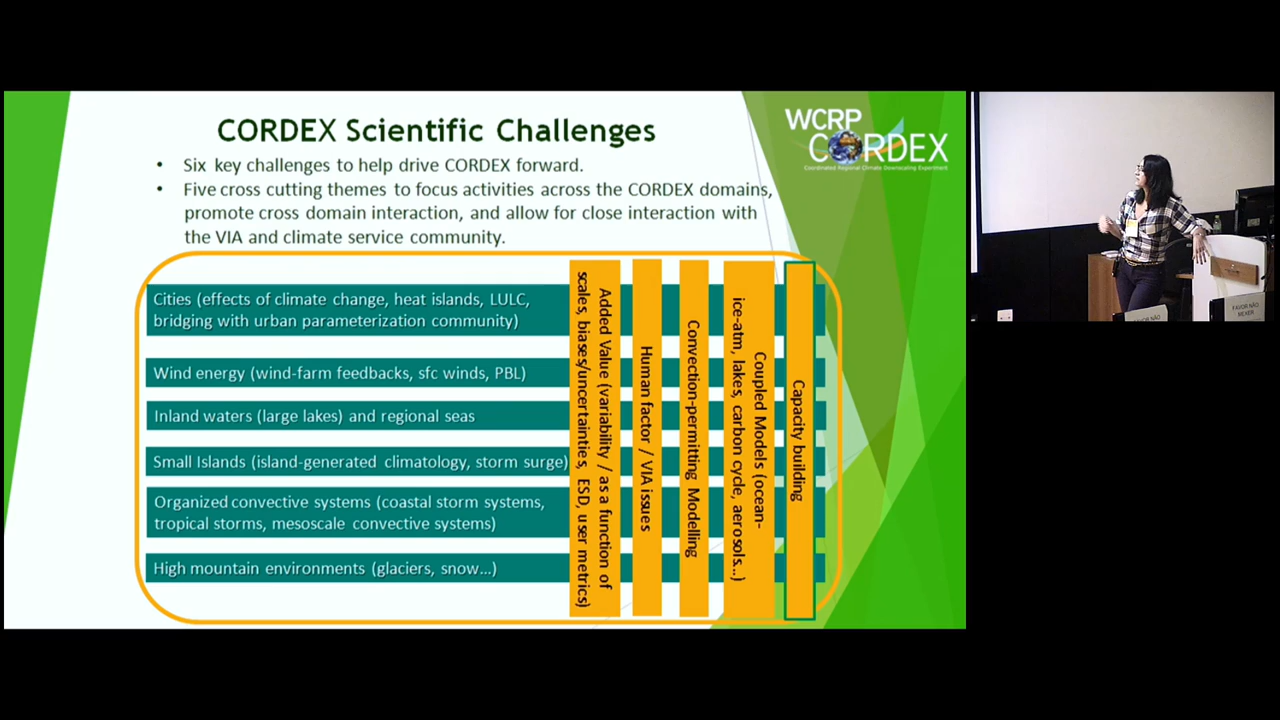 CORDEX Scientific Challenges
WCRP
CORDEX
Coordinated Regional Climate Downscaling Experiment
• Six key challenges to help drive CORDEX forward.
• Five cross cutting themes to focus activities across the CORDEX domains,
promote cross domain interaction, and allow for close interaction with
the VIA and climate service community.
Cities (effects of climate change, heat islands, LULC,
bridging with urban parameterization community)
Wind energy (wind-farm feedbacks, sfc winds, PBL)
Inland waters (large lakes) and regional seas
Small Islands (island-generated climatology, storm surge)
Organized convective systems (coastal storm systems,
tropical storms, mesoscale convective systems)
High mountain environments (glaciers, snow...)
Added Value (variability / as a function of
scales, biases/uncertainties, ESD, user metrics)
Human factor / VIA issues
Convection-permitting Modelling
Coupled Models (ocean-
ice-atm, lakes, carbon cycle, aerosols...)
Capacity building
FAVOR NÃO
FAVOR NÃO
MEXER